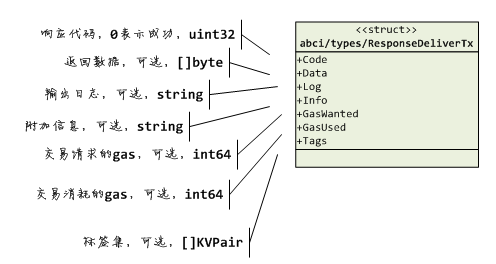 响应代码，0表示成功，uint32
返回数据，可选，[]byte
输出日志，可选，string
附加信息，可选，string
交易请求的gas，可选，int64
交易消耗的gas，可选，int64
标签集，可选，[]KVPair
<<struct>>
abci/types/ResponseDeliverTx
+Code
+Data
+Log
+Info
+GasWanted
+GasUsed
+Tags